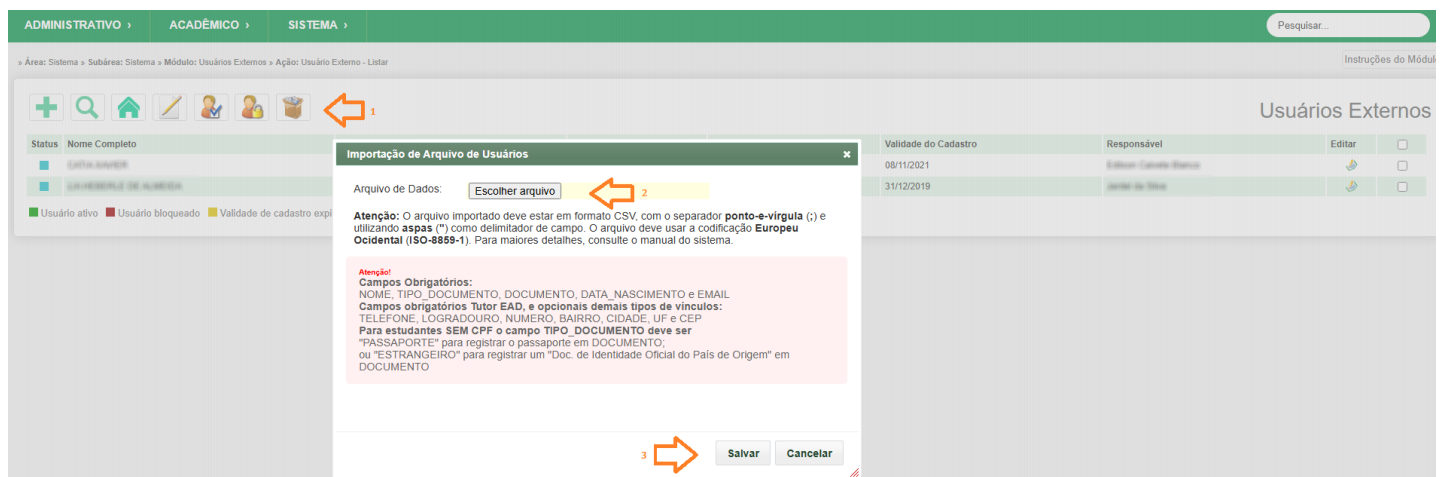 ADMINISTRATIVO › ACADÊMICO › SISTEMA ›
Pesquisar...
» Área: Sistema » Subárea: Sistema » Módulo: Usuários Externos » Ação: Usuário Externo - Listar
Instruções do Módul
1
Usuários Externos
Status Nome Completo Validade do Cadastro Responsável Editar
08/11/2021
31/12/2019
Usuário ativo Usuário bloqueado Validade de cadastro expi
Importação de Arquivo de Usuários ×
Arquivo de Dados: Escolher arquivo 2
Atenção: O arquivo importado deve estar em formato CSV, com o separador ponto-e-vírgula (;) e
utilizando aspas (") como delimitador de campo. O arquivo deve usar a codificação Europeu
Ocidental (ISO-8859-1). Para maiores detalhes, consulte o manual do sistema.
Atenção!
Campos Obrigatórios:
NOME, TIPO_DOCUMENTO, DOCUMENTO, DATA_NASCIMENTO e EMAIL
Campos obrigatórios Tutor EAD, e opcionais demais tipos de vínculos:
TELEFONE, LOGRADOURO, NUMERO, BAIRRO, CIDADE, UF e CEP
Para estudantes SEM CPF o campo TIPO_DOCUMENTO deve ser
"PASSAPORTE" para registrar o passaporte em DOCUMENTO;
ou "ESTRANGEIRO" para registrar um "Doc. de Identidade Oficial do País de Origem" em
DOCUMENTO
3 Salvar Cancelar